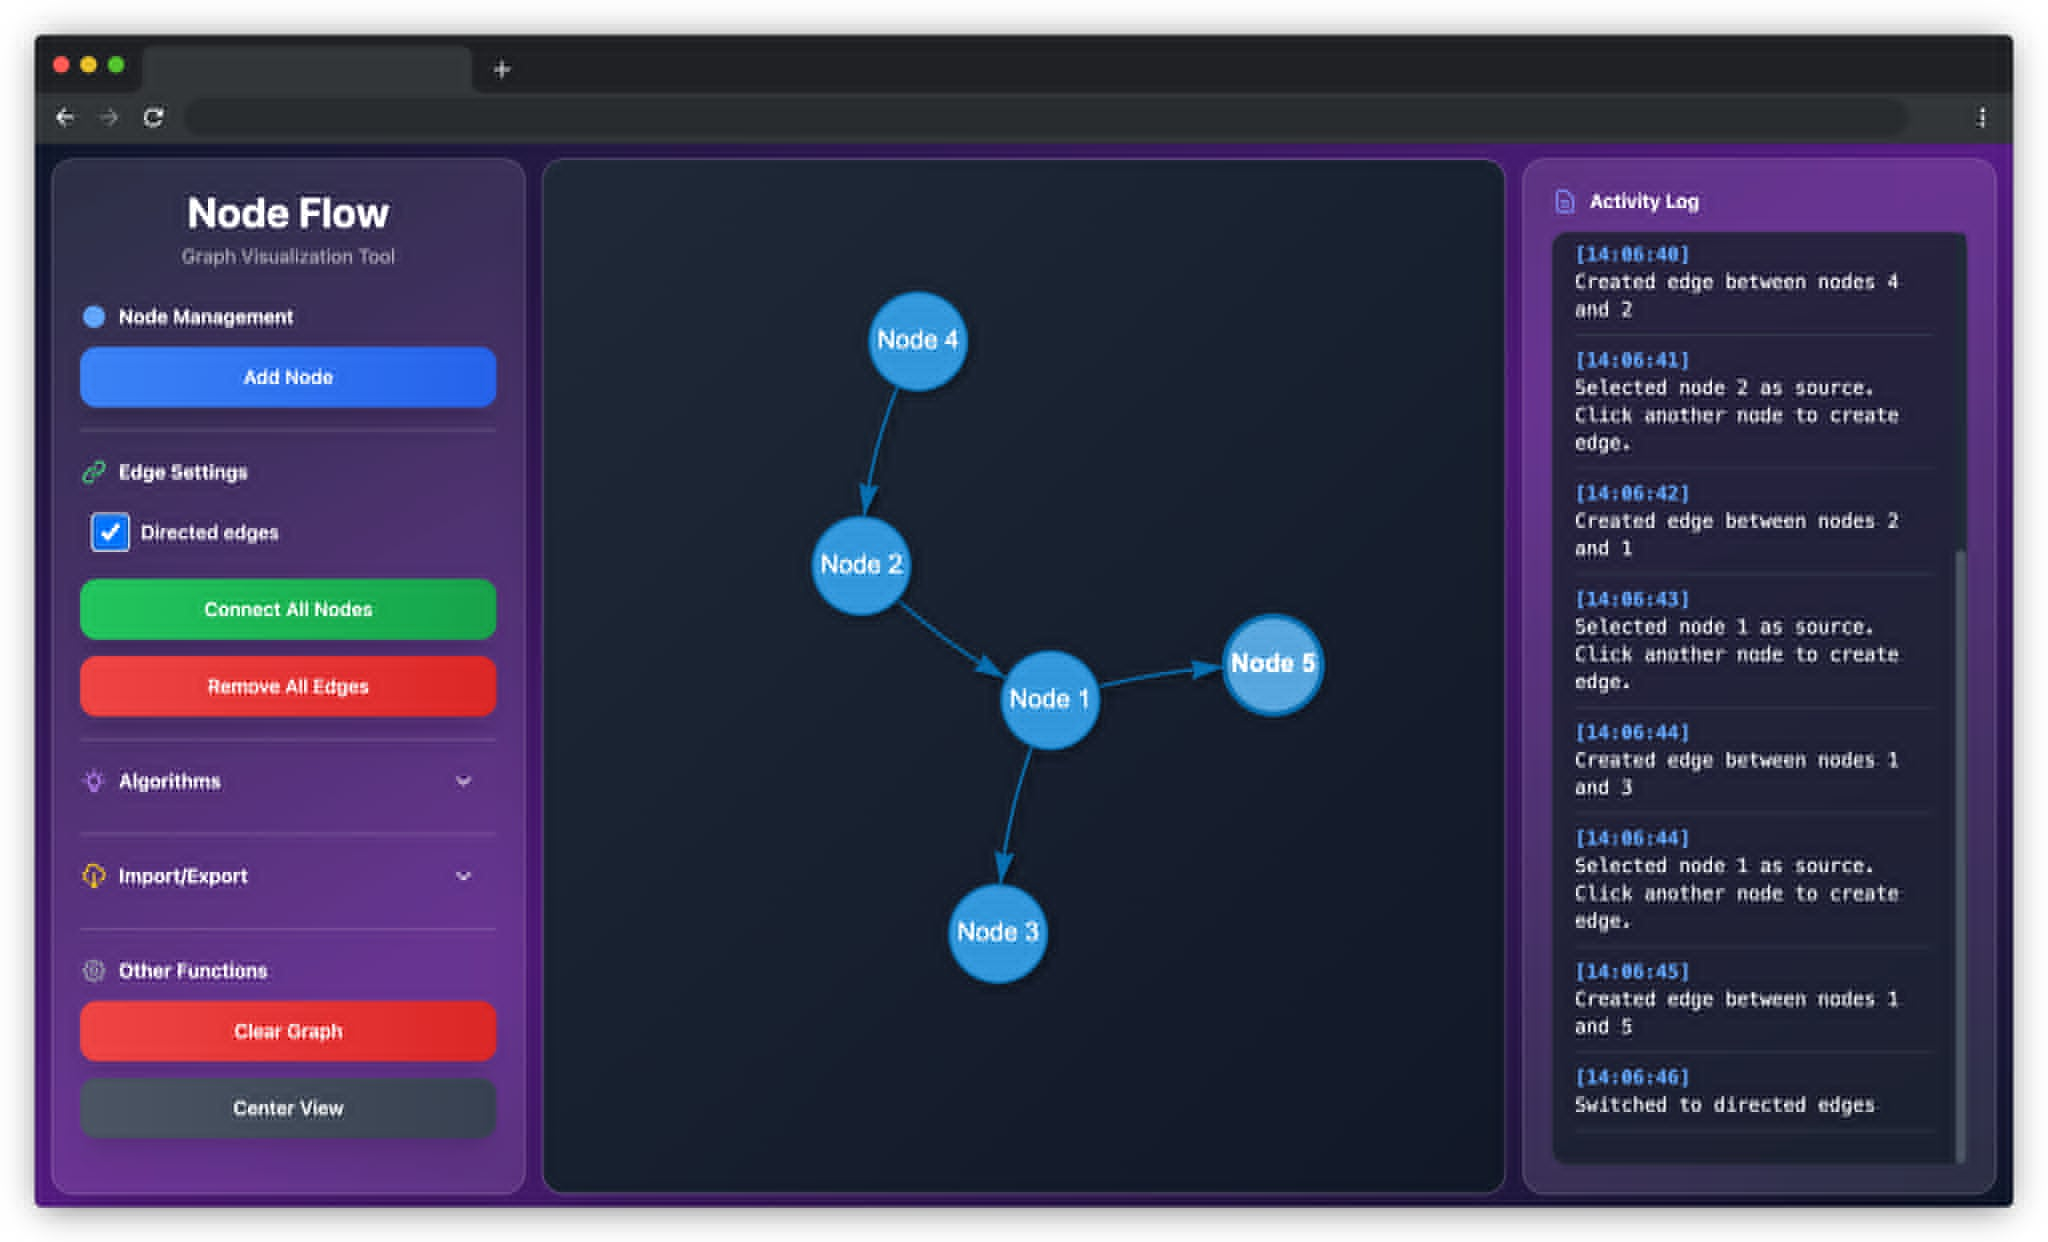 Node Flow
Graph Visualization Tool
Node Management
Add Node
Edge Settings
Directed edges
Connect All Nodes
Remove All Edges
Algorithms
Import/Export
Other Functions
Clear Graph
Center View
Node 4
Node 2
Node 5
Node 1
Node 3
Activity Log
[14:06:40]
Created edge between nodes 4
and 2
[14:06:41]
Selected node 2 as source.
Click another node to create
edge.
[14:06:42]
Created edge between nodes 2
and 1
[14:06:43]
Selected node 1 as source.
Click another node to create
edge.
[14:06:44]
Created edge between nodes 1
and 3
[14:06:44]
Selected node 1 as source.
Click another node to create
edge.
[14:06:45]
Created edge between nodes 1
and 5
[14:06:46]
Switched to directed edges